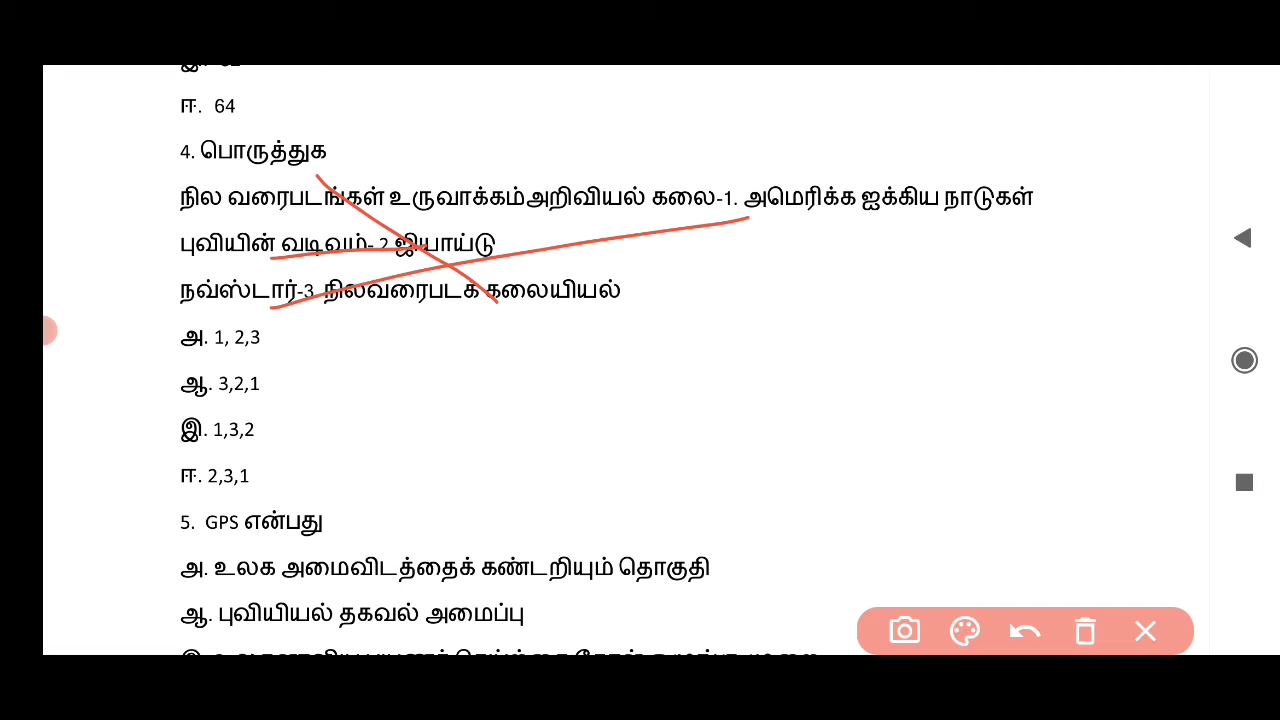 ஈ. 64
4. பொருத்துக
நில வரைபடங்கள் உருவாக்கம்அறிவியல் கலை-1. அமெரிக்க ஐக்கிய நாடுகள்
புவியின் வடிவம்- 2 ஜியாய்டு
நவ்ஸ்டார்-3 நிலவரைபடக் கலையியல்
அ. 1, 2,3
ஆ. 3,2,1
இ. 1,3,2
ஈ. 2,3,1
5. GPS என்பது
அ. உலக அமைவிடத்தைக் கண்டறியும் தொகுதி
ஆ. புவியியல் தகவல் அமைப்பு